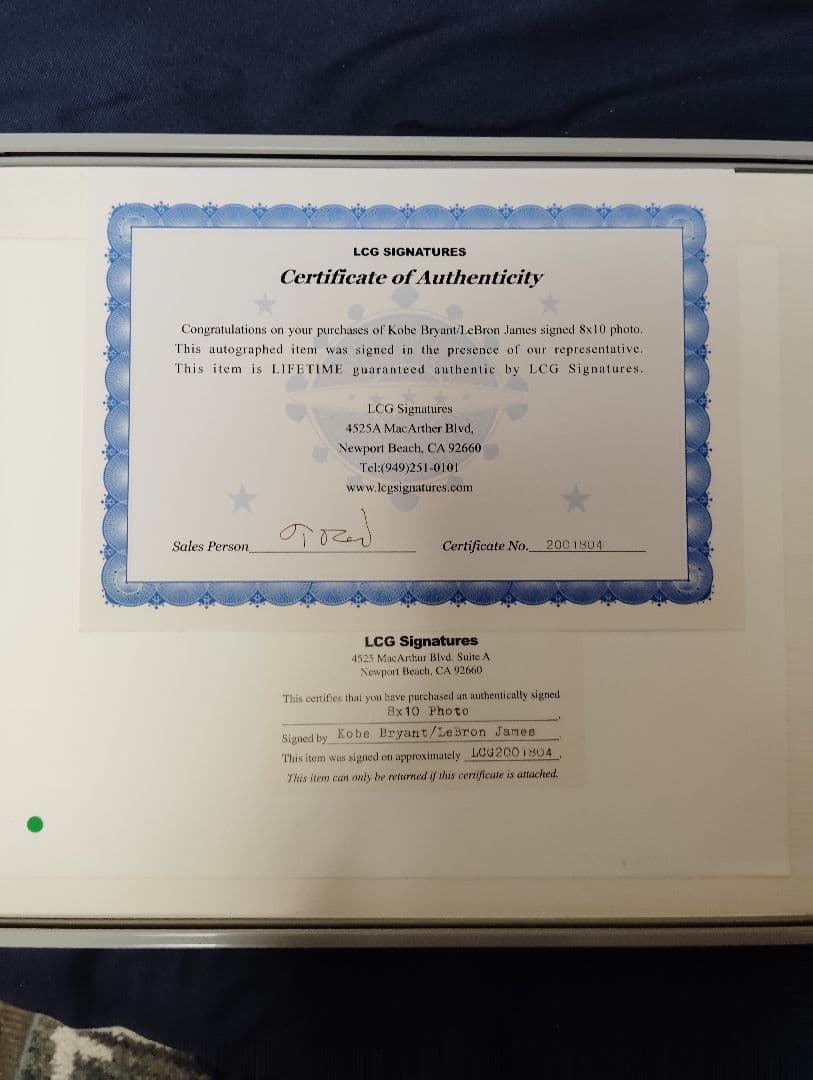 LCG SIGNATURES
Certificate of Authenticity
Congratulations on your purchases of Kobe Bryant/LeBron James signed 8x10 photo.
This autographed item was signed in the presence of our representative.
This item is LIFETIME guaranteed authentic by LCG Signatures.
LCG Signatures
4525A MacArther Blvd,
Newport Beach, CA 92660
Tel:(949)251-0101
www.lcgsignatures.com
Sales Person
Certificate No. 2001804
LCG Signatures
4525 MacArthur Blvd. Suite A
Newport Beach, CA 92660
This certifies that you have purchased an authentically signed
8x10 Photo
Signed by Kobe Bryant/LeBron James
This item was signed on approximately LCG2001804
This item can only be returned if this certificate is attached.